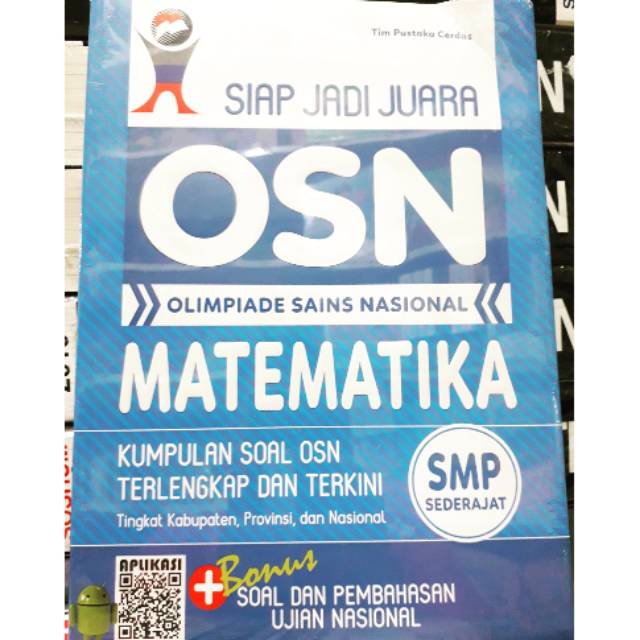 Tim Pustaka Cerdas
SIAP JADI JUARA
OSN
OLIMPIADE SAINS NASIONAL
MATEMATIKA
KUMPULAN SOAL OSN
TERLENGKAP DAN TERKINI
Tingkat Kabupaten, Provinsi, dan Nasional
SMP
SEDERAJAT
APLIKASI
+Bonus
SOAL DAN PEMBAHASAN
UJIAN NASIONAL
N
N
N